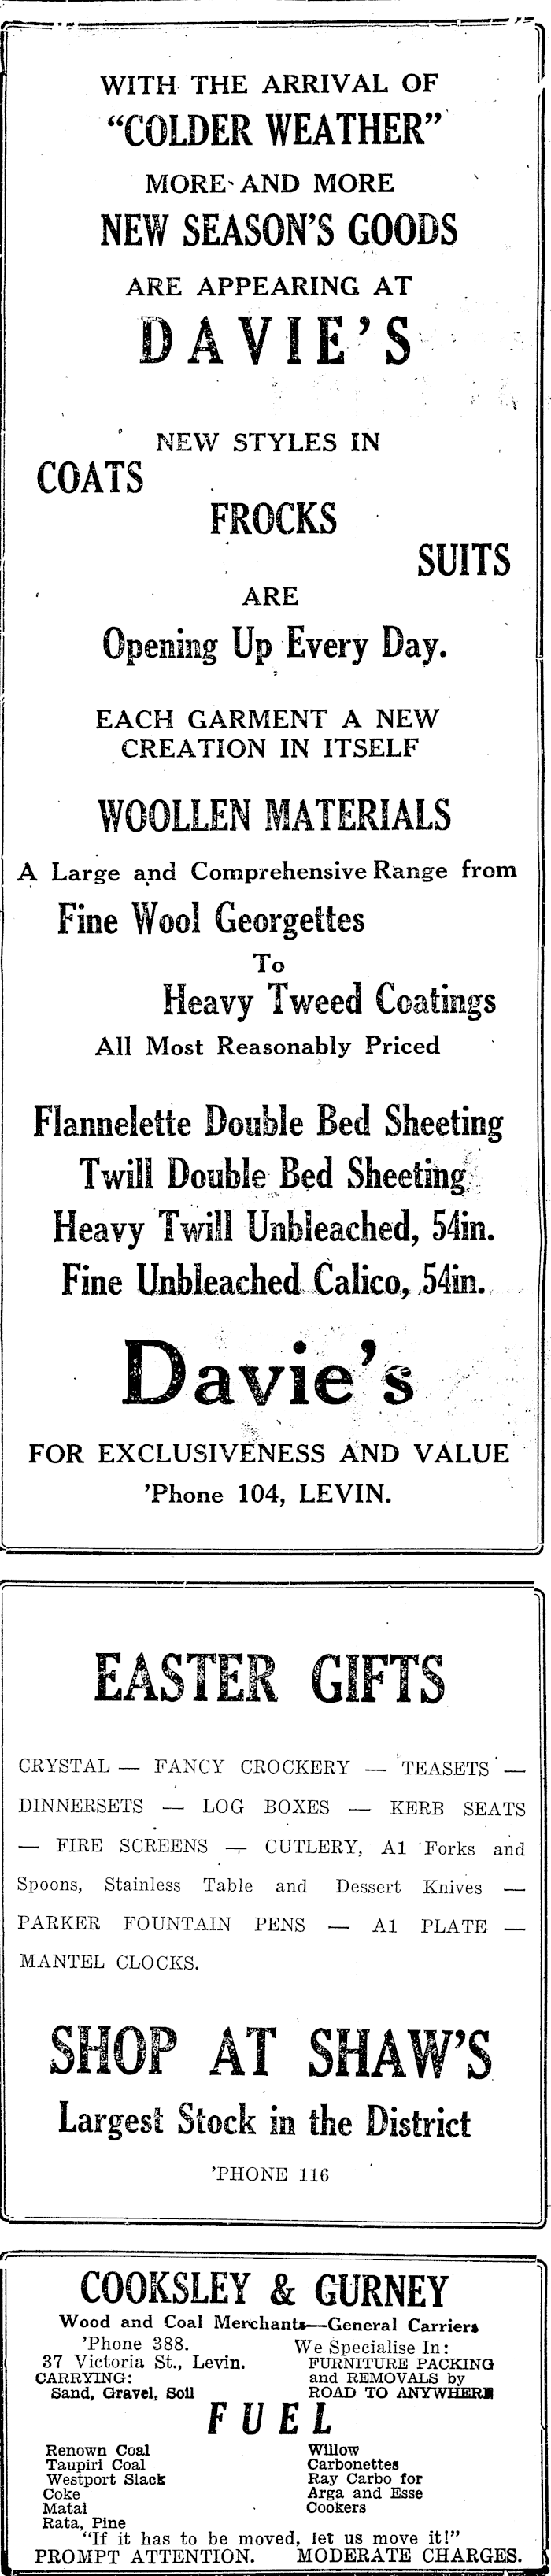 WITH THE ARRIVAL OF
“COLDER WEATHER”
MORE AND MORE
NEW SEASON’S GOODS
ARE APPEARING AT
DAVIE’S
NEW STYLES IN
COATS
FROCKS
SUITS
ARE
Opening Up Every Day.
EACH GARMENT A NEW
CREATION IN ITSELF
WOOLLEN MATERIALS
A Large and Comprehensive Range from
Fine Wool Georgettes
To
Heavy Tweed Coatings
All Most Reasonably Priced
Flannelette Double Bed Sheeting
Twill Double Bed Sheeting
Heavy Twill Unbleached, 54in.
Fine Unbleached Calico, 54in.
Davie’s
FOR EXCLUSIVENESS AND VALUE
’Phone 104, LEVIN.
EASTER GIFTS
CRYSTAL — FANCY CROCKERY — TEASETS —
DINNERSETS — LOG BOXES — KERB SEATS
— FIRE SCREENS — CUTLERY, A1 Forks and
Spoons, Stainless Table and Dessert Knives —
PARKER FOUNTAIN PENS — A1 PLATE —
MANTEL CLOCKS.
SHOP AT SHAW’S
Largest Stock in the District
’PHONE 116
COOKSLEY & GURNEY
Wood and Coal Merchants—General Carriers
’Phone 388.
37 Victoria St., Levin.
CARRYING:
Sand, Gravel, Soil
We Specialise In:
FURNITURE PACKING
and REMOVALS by
ROAD TO ANYWHERE
FUEL
Renown Coal
Taupiri Coal
Westport Slack
Coke
Matai
Rata, Pine
Willow
Carbonettes
Ray Carbo for
Arga and Esse
Cookers
“If it has to be moved, let us move it!”
PROMPT ATTENTION. MODERATE CHARGES.